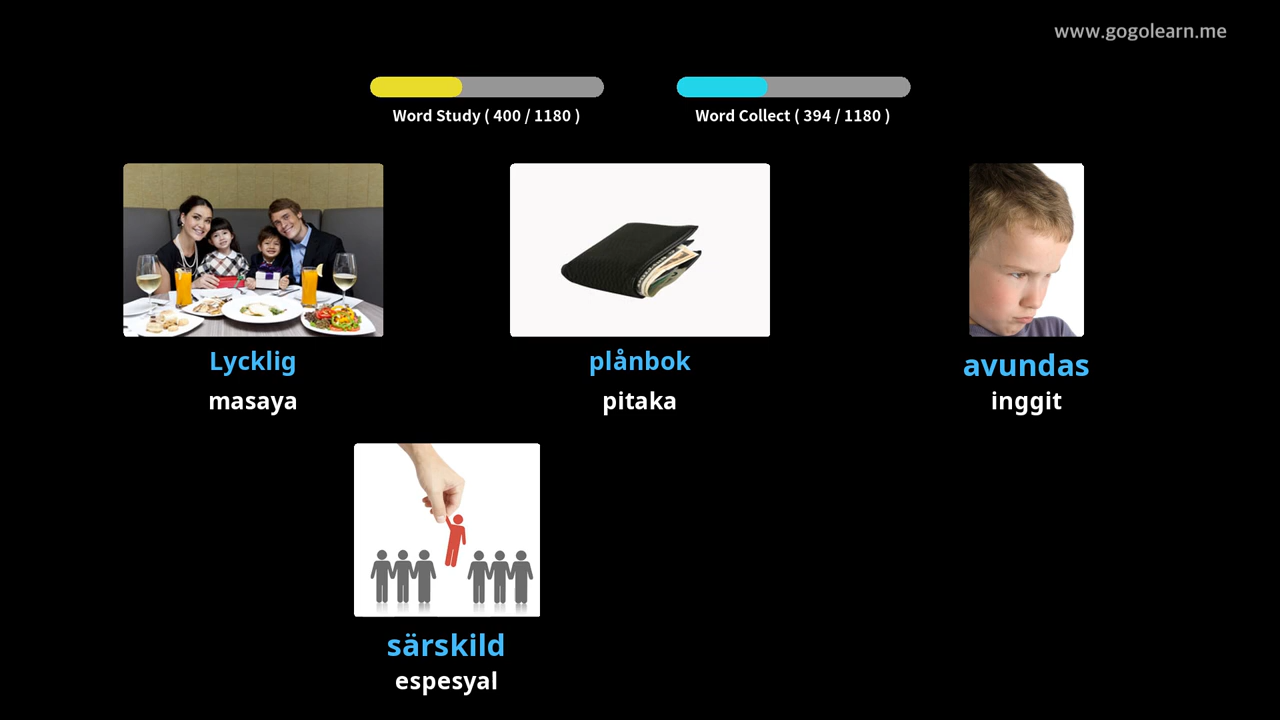 www.gogolearn.me
Word Study ( 400 / 1180 )
Word Collect ( 394 / 1180 )
Lycklig
masaya
plånbok
pitaka
avundas
inggit
särskild
espesyal